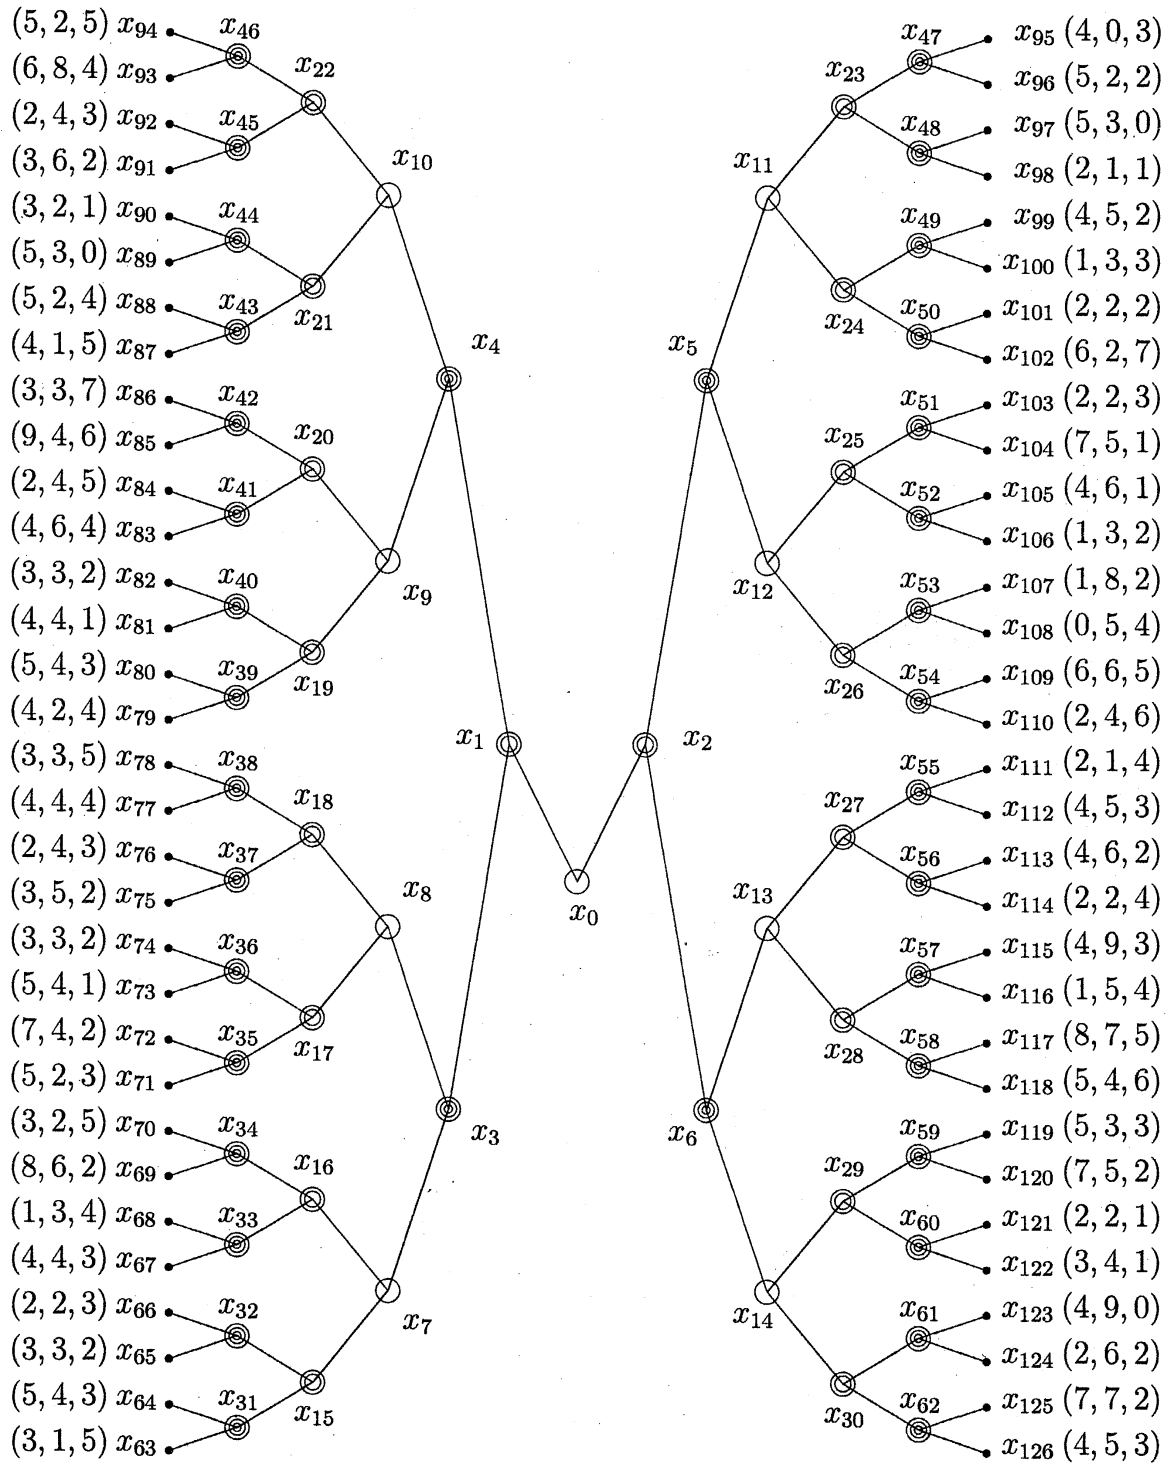 (5, 2, 5) x₉₄
x₄₆
(6, 8, 4) x₉₃
x₂₂
(2, 4, 3) x₉₂
x₄₅
(3, 6, 2) x₉₁
x₁₀
(3, 2, 1) x₉₀
x₄₄
(5, 3, 0) x₈₉
(5, 2, 4) x₈₈
x₄₃
x₂₁
(4, 1, 5) x₈₇
x₄
(3, 3, 7) x₈₆
x₄₂
(9, 4, 6) x₈₅
x₂₀
(2, 4, 5) x₈₄
x₄₁
(4, 6, 4) x₈₃
(3, 3, 2) x₈₂
x₄₀
x₉
(4, 4, 1) x₈₁
(5, 4, 3) x₈₀
x₃₉
x₁₉
(4, 2, 4) x₇₉
x₁
(3, 3, 5) x₇₈
x₃₈
(4, 4, 4) x₇₇
x₁₈
(2, 4, 3) x₇₆
x₃₇
(3, 5, 2) x₇₅
x₈
(3, 3, 2) x₇₄
x₃₆
(5, 4, 1) x₇₃
(7, 4, 2) x₇₂
x₃₅
x₁₇
(5, 2, 3) x₇₁
(3, 2, 5) x₇₀
x₃₄
x₃
(8, 6, 2) x₆₉
x₁₆
(1, 3, 4) x₆₈
x₃₃
(4, 4, 3) x₆₇
(2, 2, 3) x₆₆
x₃₂
x₇
(3, 3, 2) x₆₅
(5, 4, 3) x₆₄
x₃₁
x₁₅
(3, 1, 5) x₆₃
x₀
x₄₇
x₉₅ (4, 0, 3)
x₂₃
x₉₆ (5, 2, 2)
x₄₈
x₉₇ (5, 3, 0)
x₁₁
x₉₈ (2, 1, 1)
x₄₉
x₉₉ (4, 5, 2)
x₁₀₀ (1, 3, 3)
x₂₄
x₅₀
x₁₀₁ (2, 2, 2)
x₅
x₁₀₂ (6, 2, 7)
x₅₁
x₁₀₃ (2, 2, 3)
x₂₅
x₁₀₄ (7, 5, 1)
x₅₂
x₁₀₅ (4, 6, 1)
x₁₀₆ (1, 3, 2)
x₁₂
x₅₃
x₁₀₇ (1, 8, 2)
x₁₀₈ (0, 5, 4)
x₂₆
x₅₄
x₁₀₉ (6, 6, 5)
x₁₁₀ (2, 4, 6)
x₂
x₅₅
x₁₁₁ (2, 1, 4)
x₂₇
x₁₁₂ (4, 5, 3)
x₅₆
x₁₁₃ (4, 6, 2)
x₁₃
x₁₁₄ (2, 2, 4)
x₅₇
x₁₁₅ (4, 9, 3)
x₁₁₆ (1, 5, 4)
x₂₈
x₅₈
x₁₁₇ (8, 7, 5)
x₁₁₈ (5, 4, 6)
x₆
x₅₉
x₁₁₉ (5, 3, 3)
x₂₉
x₁₂₀ (7, 5, 2)
x₆₀
x₁₂₁ (2, 2, 1)
x₁₂₂ (3, 4, 1)
x₁₄
x₆₁
x₁₂₃ (4, 9, 0)
x₁₂₄ (2, 6, 2)
x₃₀
x₆₂
x₁₂₅ (7, 7, 2)
x₁₂₆ (4, 5, 3)